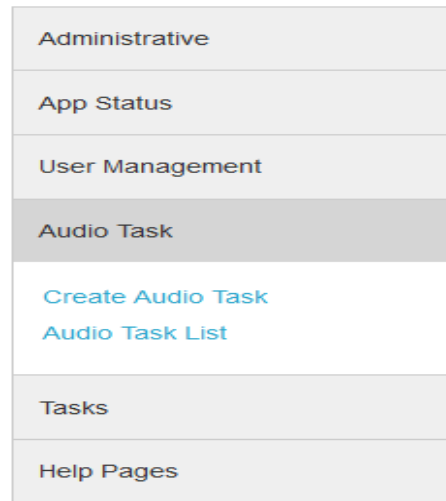 Administrative
App Status
User Management
Audio Task
Create Audio Task
Audio Task List
Tasks
Help Pages